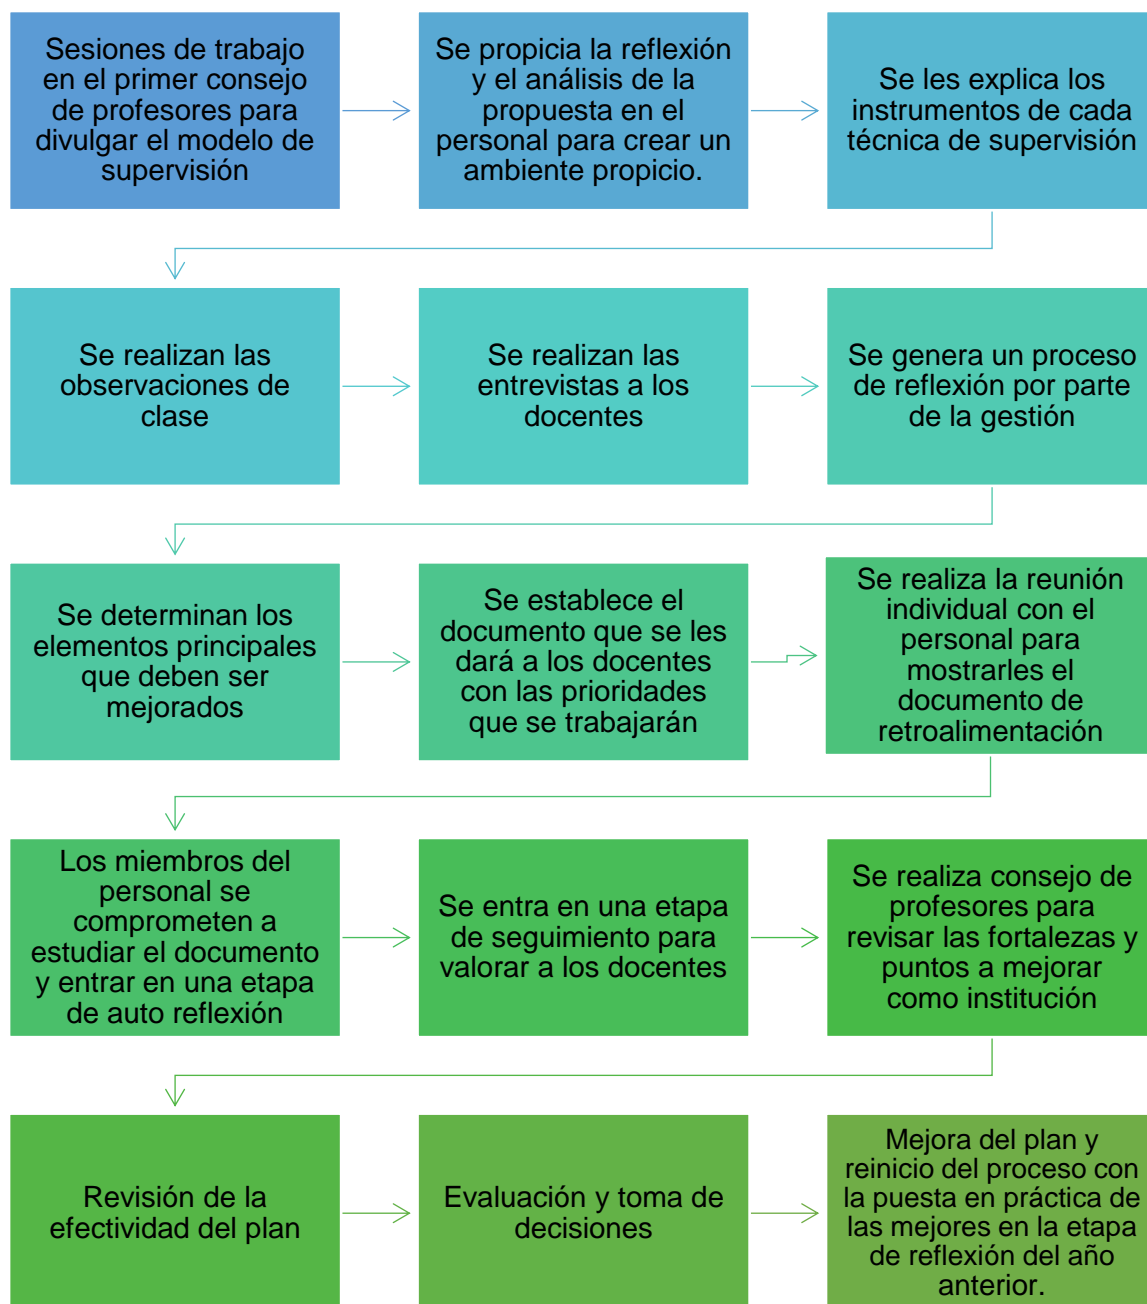 Sesiones de trabajo
en el primer consejo
de profesores para
divulgar el modelo de
supervisión
Se propicia la reflexión
y el análisis de la
propuesta en el
personal para crear un
ambiente propicio.
Se les explica los
instrumentos de cada
técnica de supervisión
Se realizan las
observaciones de
clase
Se realizan las
entrevistas a los
docentes
Se genera un proceso
de reflexión por parte
de la gestión
Se determinan los
elementos principales
que deben ser
mejorados
Se establece el
documento que se les
dará a los docentes
con las prioridades
que se trabajarán
Se realiza la reunión
individual con el
personal para
mostrarles el
documento de
retroalimentación
Los miembros del
personal se
comprometen a
estudiar el documento
y entrar en una etapa
de auto reflexión
Se entra en una etapa
de seguimiento para
valorar a los docentes
Se realiza consejo de
profesores para
revisar las fortalezas y
puntos a mejorar
como institución
Revisión de la
efectividad del plan
Evaluación y toma de
decisiones
Mejora del plan y
reinicio del proceso con
la puesta en práctica de
las mejores en la etapa
de reflexión del año
anterior.